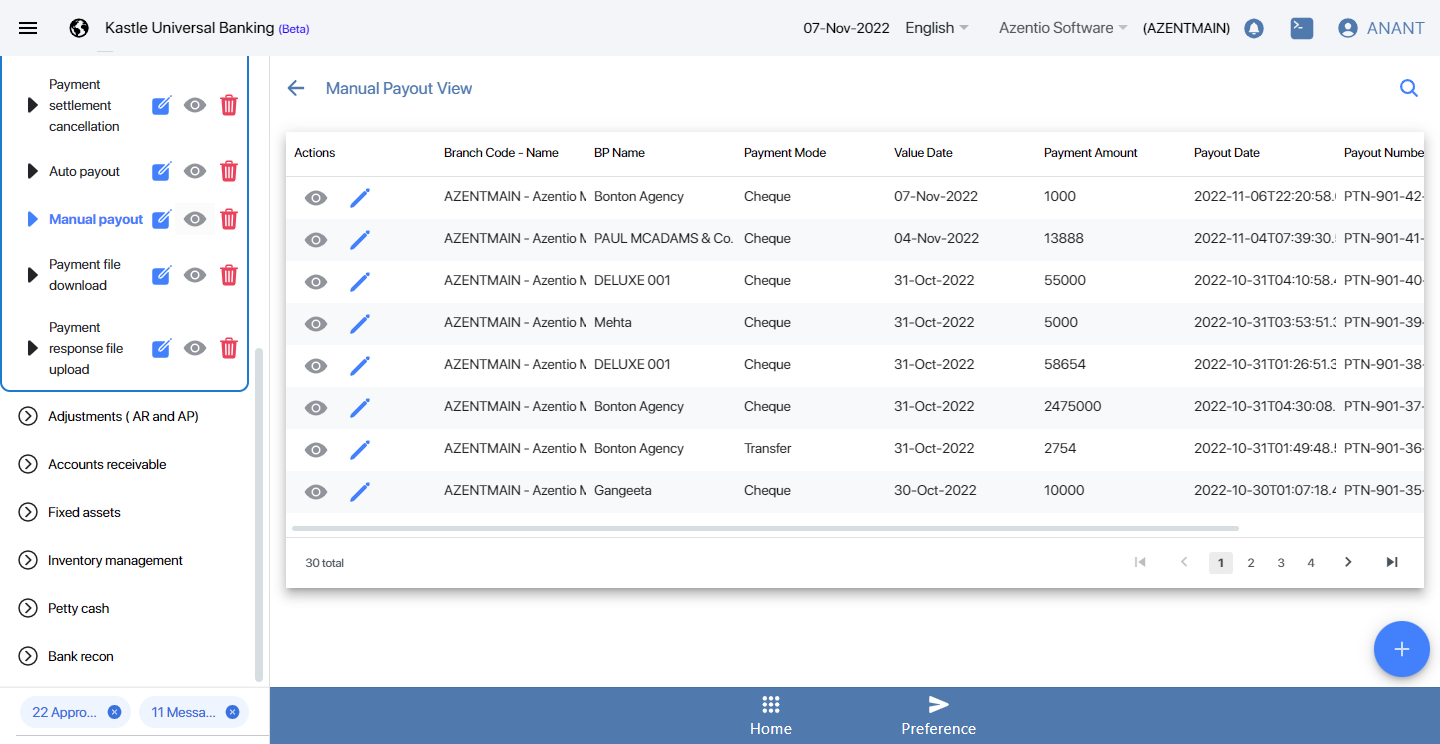 Kastle Universal Banking (Beta)
07-Nov-2022 English Azentio Software (AZENTMAIN) ANANT
Payment
settlement
cancellation
Auto payout
Manual payout
Payment file
download
Payment
response file
upload
Adjustments ( AR and AP)
Accounts receivable
Fixed assets
Inventory management
Petty cash
Bank recon
22 Appro...
11 Messa...
Manual Payout View
Actions Branch Code - Name BP Name Payment Mode Value Date Payment Amount Payout Date Payout Numbe
AZENTMAIN - Azentio M Bonton Agency Cheque 07-Nov-2022 1000 2022-11-06T22:20:58. PTN-901-42-
AZENTMAIN - Azentio M PAUL MCADAMS & Co. Cheque 04-Nov-2022 13888 2022-11-04T07:39:30. PTN-901-41-
AZENTMAIN - Azentio M DELUXE 001 Cheque 31-Oct-2022 55000 2022-10-31T04:10:58.4 PTN-901-40-
AZENTMAIN - Azentio M Mehta Cheque 31-Oct-2022 5000 2022-10-31T03:53:51.3 PTN-901-39-
AZENTMAIN - Azentio M DELUXE 001 Cheque 31-Oct-2022 58654 2022-10-31T01:26:51.3 PTN-901-38-
AZENTMAIN - Azentio M Bonton Agency Cheque 31-Oct-2022 2475000 2022-10-31T04:30:08. PTN-901-37-
AZENTMAIN - Azentio M Bonton Agency Transfer 31-Oct-2022 2754 2022-10-31T01:49:48. PTN-901-36-
AZENTMAIN - Azentio M Gangeeta Cheque 30-Oct-2022 10000 2022-10-30T01:07:18.4 PTN-901-35-
30 total
1 2 3 4
Home
Preference